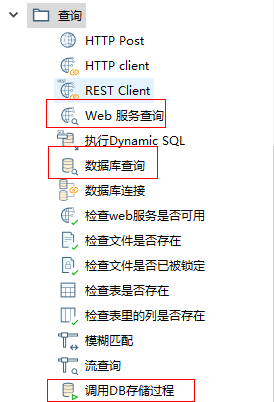 查询
HTTP Post
HTTP client
REST Client
Web 服务查询
执行Dynamic SQL
数据库查询
数据库连接
检查web服务是否可用
检查文件是否存在
检查文件是否已被锁定
检查表是否存在
检查表里的列是否存在
模糊匹配
流查询
调用DB存储过程